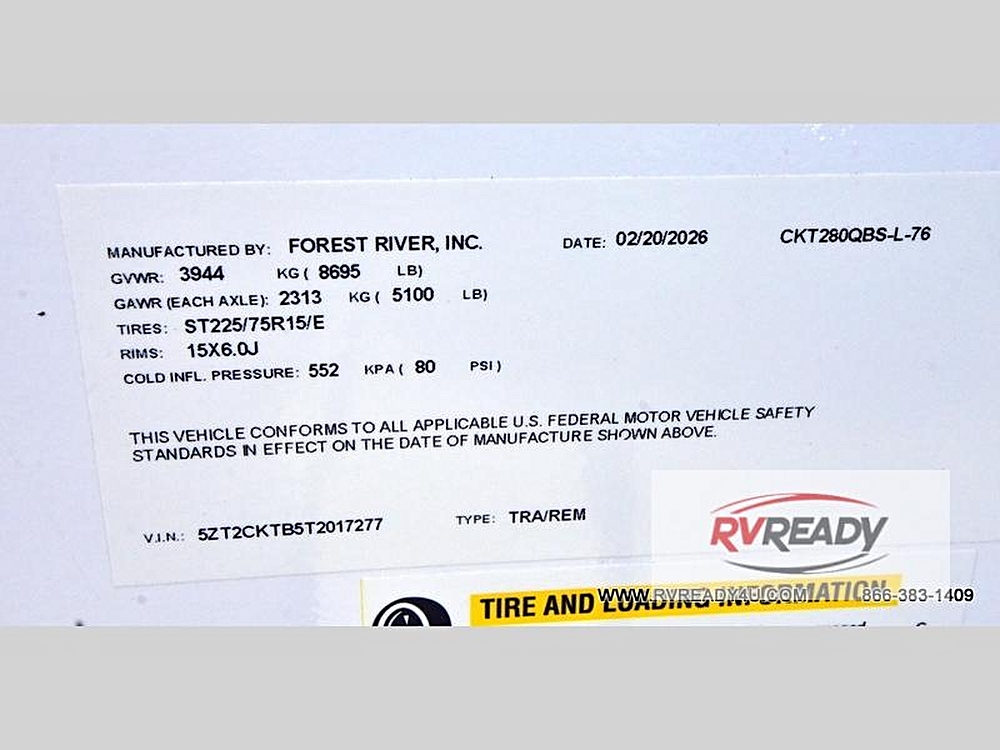 MANUFACTURED BY: FOREST RIVER, INC. DATE: 02/20/2026 CKT280QBS-L-76
GVWR: 3944 KG ( 8695 LB)
GAWR (EACH AXLE): 2313 KG ( 5100 LB)
TIRES: ST225/75R15/E
RIMS: 15X6.0J
COLD INFL. PRESSURE: 552 KPA ( 80 PSI )
THIS VEHICLE CONFORMS TO ALL APPLICABLE U.S. FEDERAL MOTOR VEHICLE SAFETY
STANDARDS IN EFFECT ON THE DATE OF MANUFACTURE SHOWN ABOVE.
V.I.N.: 5ZT2CKTB5T2017277 TYPE: TRA/REM
RVREADY
TIRE AND LOADING INFORMATION
WWW.RVREADY4U.COM 866-383-1409